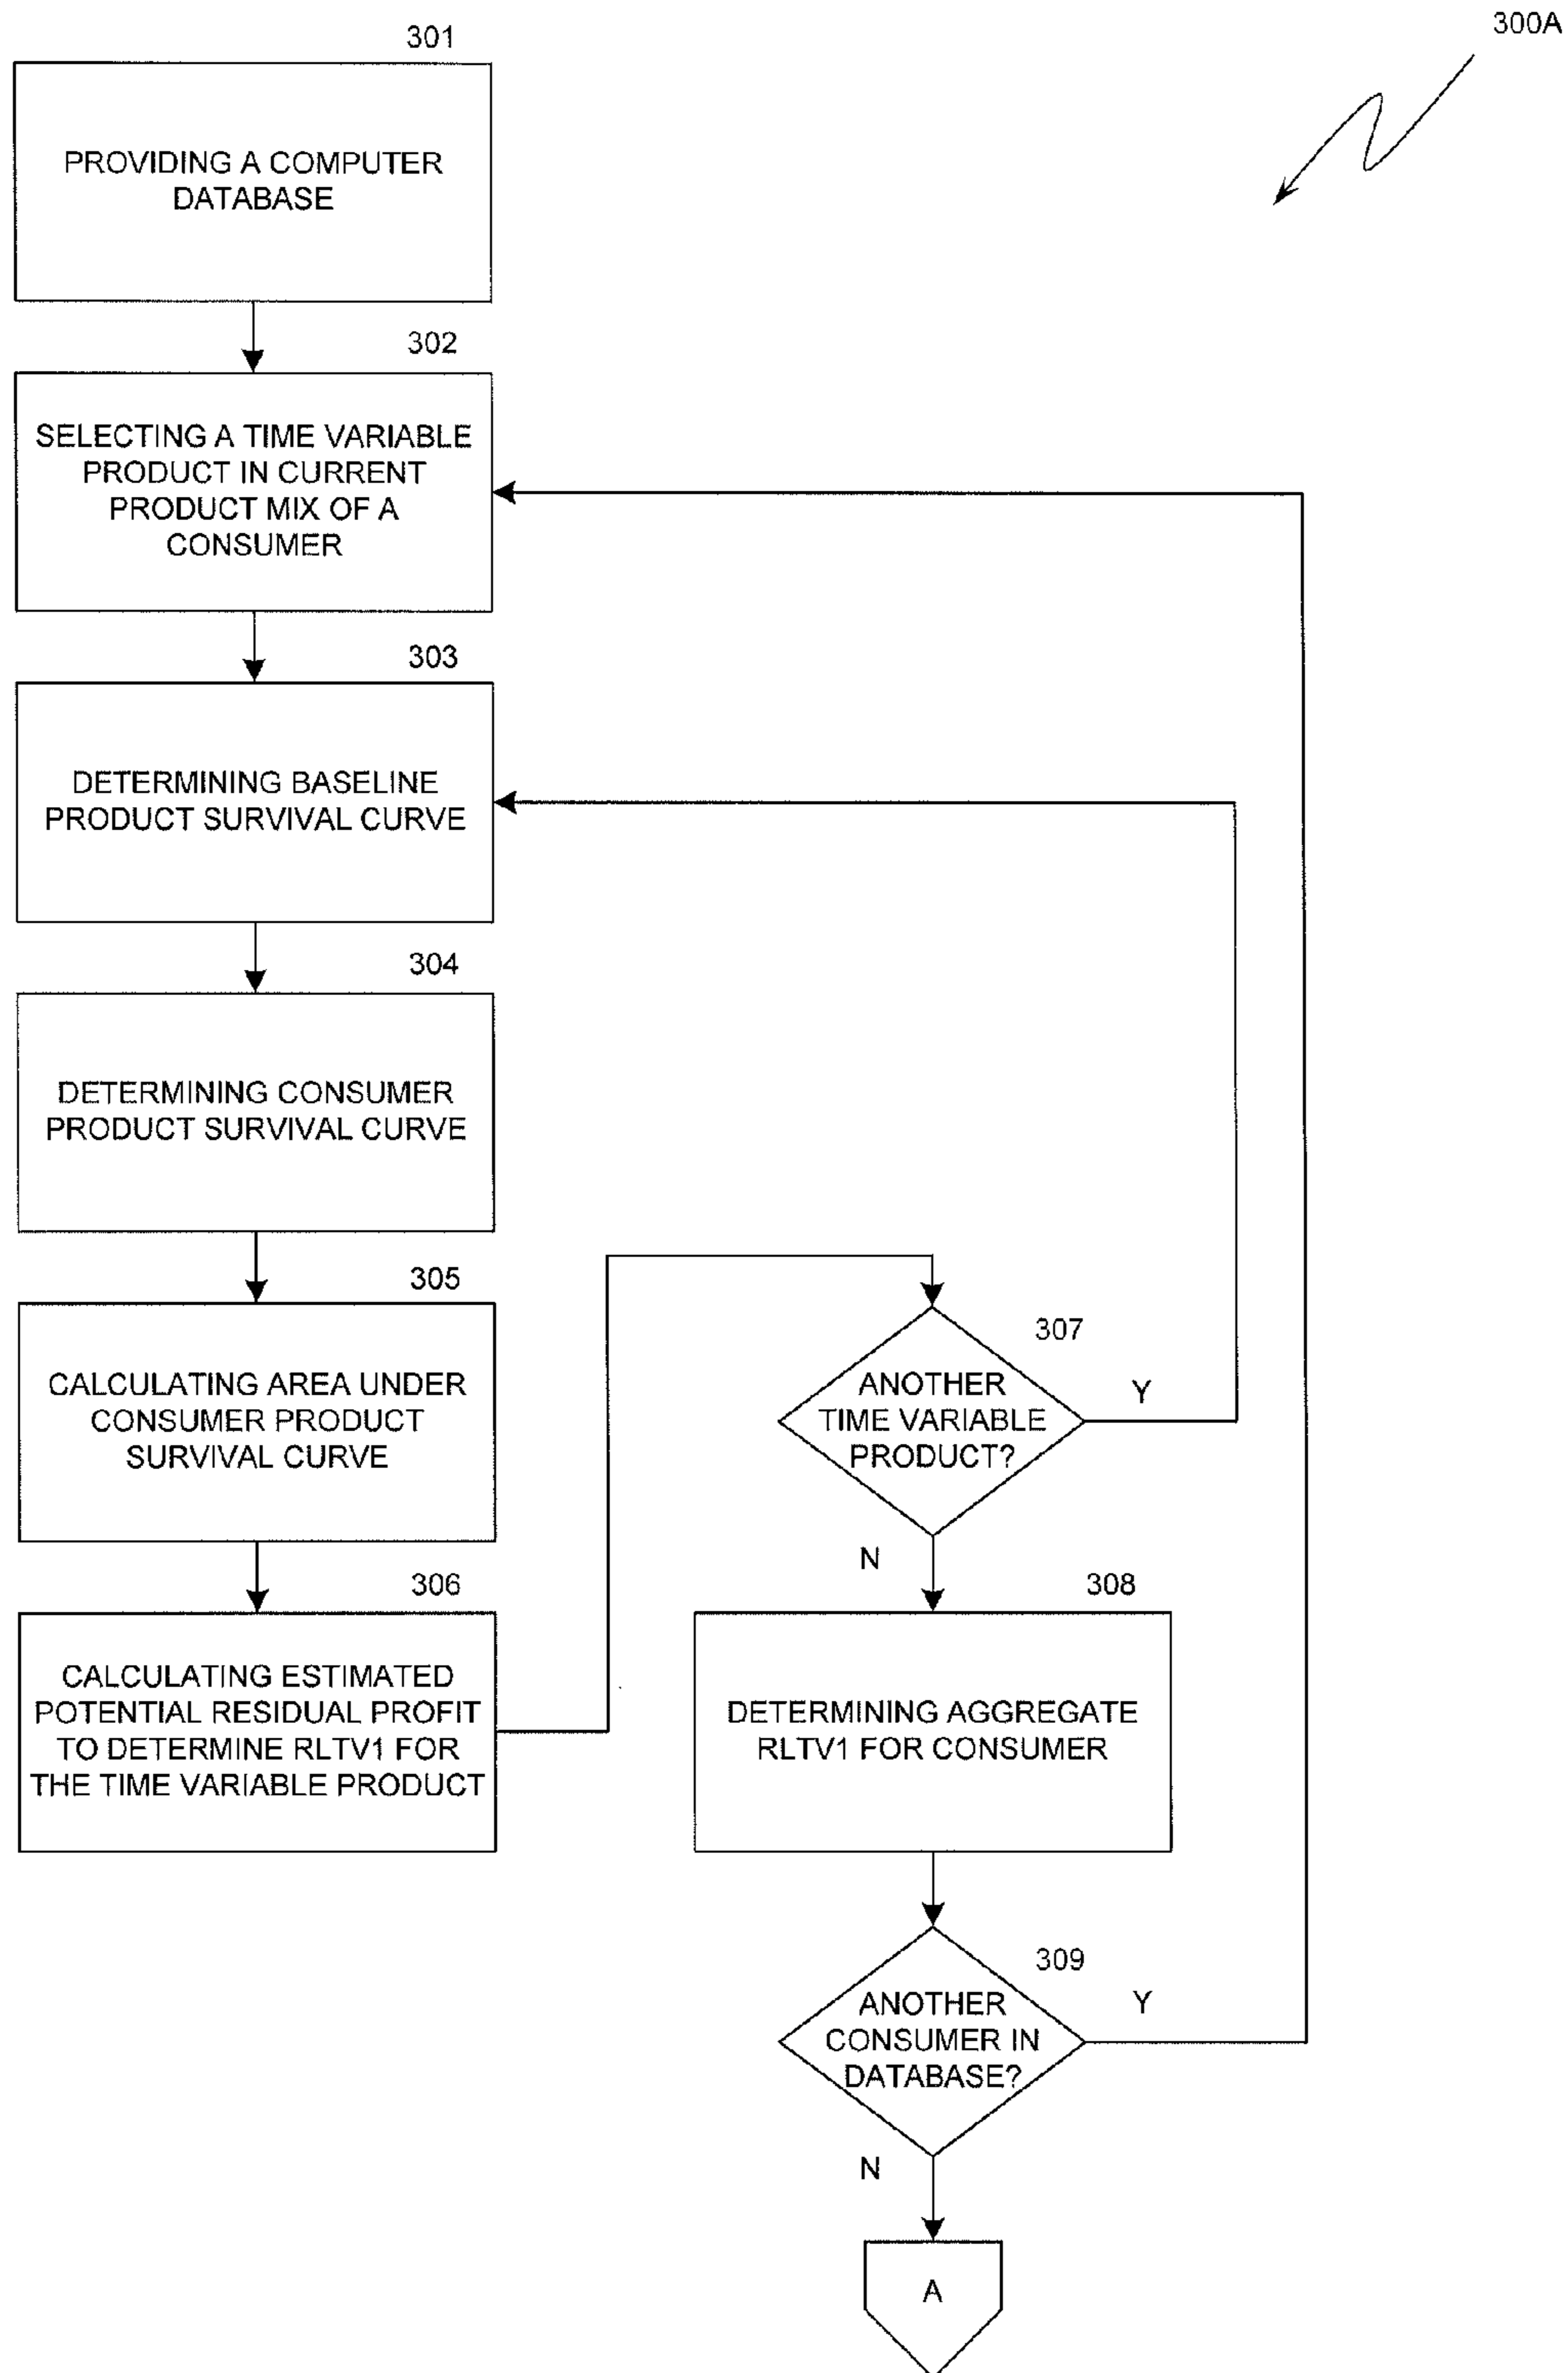 300A
301
PROVIDING A COMPUTER
DATABASE
302
SELECTING A TIME VARIABLE
PRODUCT IN CURRENT
PRODUCT MIX OF A
CONSUMER
303
DETERMINING BASELINE
PRODUCT SURVIVAL CURVE
304
DETERMINING CONSUMER
PRODUCT SURVIVAL CURVE
305
CALCULATING AREA UNDER
CONSUMER PRODUCT
SURVIVAL CURVE
306
CALCULATING ESTIMATED
POTENTIAL RESIDUAL PROFIT
TO DETERMINE RLTV1 FOR
THE TIME VARIABLE PRODUCT
307
ANOTHER
TIME VARIABLE
PRODUCT?
Y
N
308
DETERMINING AGGREGATE
RLTV1 FOR CONSUMER
309
ANOTHER
CONSUMER IN
DATABASE?
Y
N
A